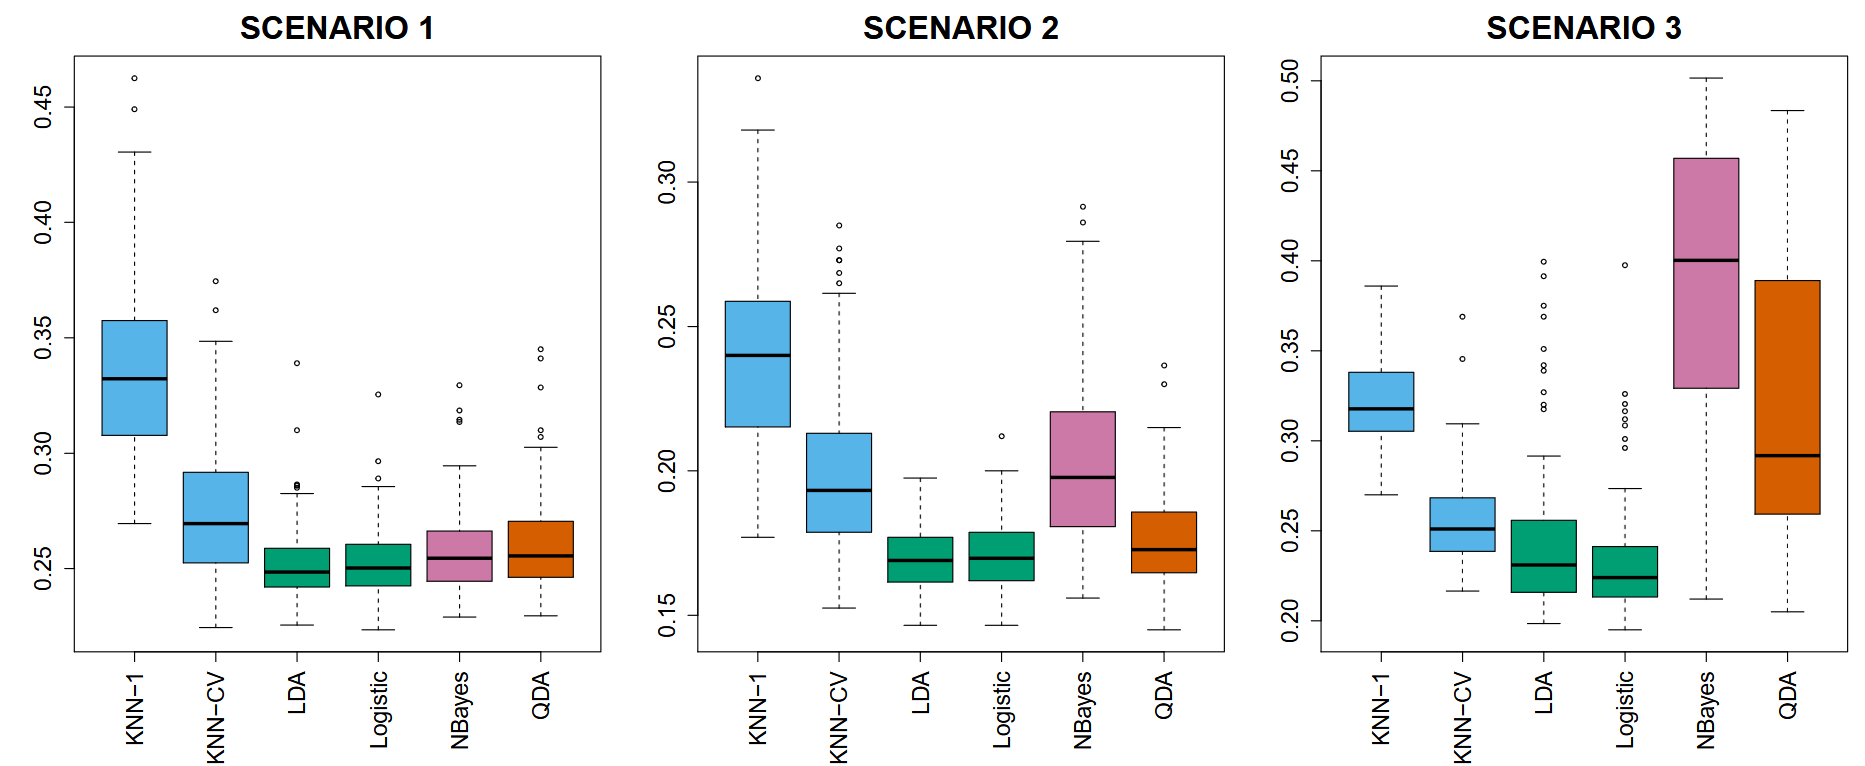 SCENARIO 1
0.45
0.40
0.35
0.30
0.25
KNN−1
KNN−CV
LDA
Logistic
NBayes
QDA
SCENARIO 2
0.30
0.25
0.20
0.15
KNN−1
KNN−CV
LDA
Logistic
NBayes
QDA
SCENARIO 3
0.50
0.45
0.40
0.35
0.30
0.25
0.20
KNN−1
KNN−CV
LDA
Logistic
NBayes
QDA